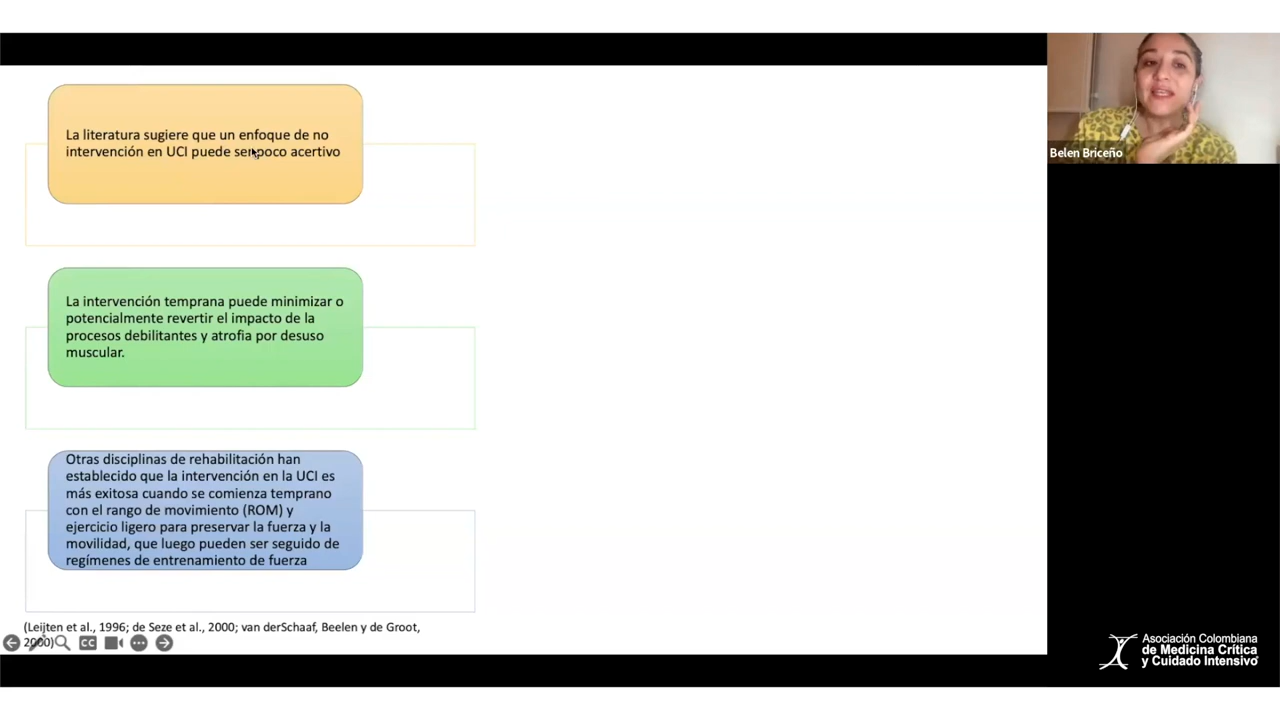 La literatura sugiere que un enfoque de no
intervención en UCI puede ser poco acertivo
La intervención temprana puede minimizar o
potencialmente revertir el impacto de la
procesos debilitantes y atrofia por desuso
muscular.
Otras disciplinas de rehabilitación han
establecido que la intervención en la UCI es
más exitosa cuando se comienza temprano
con el rango de movimiento (ROM) y
ejercicio ligero para preservar la fuerza y la
movilidad, que luego pueden ser seguido de
regímenes de entrenamiento de fuerza
(Leijten et al., 1996; de Seze et al., 2000; van derSchaaf, Beelen y de Groot,
2000)
CC
Belen Briceño
Asociación Colombiana
de Medicina Crítica
y Cuidado Intensivo